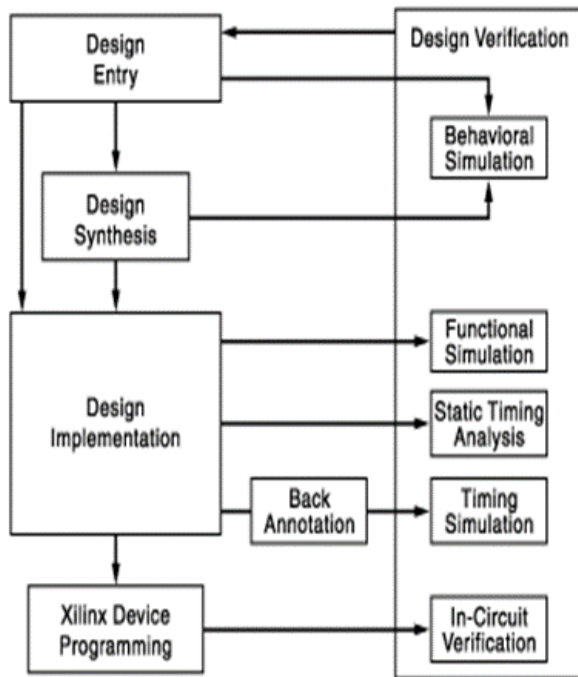 Design
Entry
Design Verification
Behavioral
Simulation
Design
Synthesis
Functional
Simulation
Design
Implementation
Static Timing
Analysis
Back
Annotation
Timing
Simulation
Xilinx Device
Programming
In-Circuit
Verification